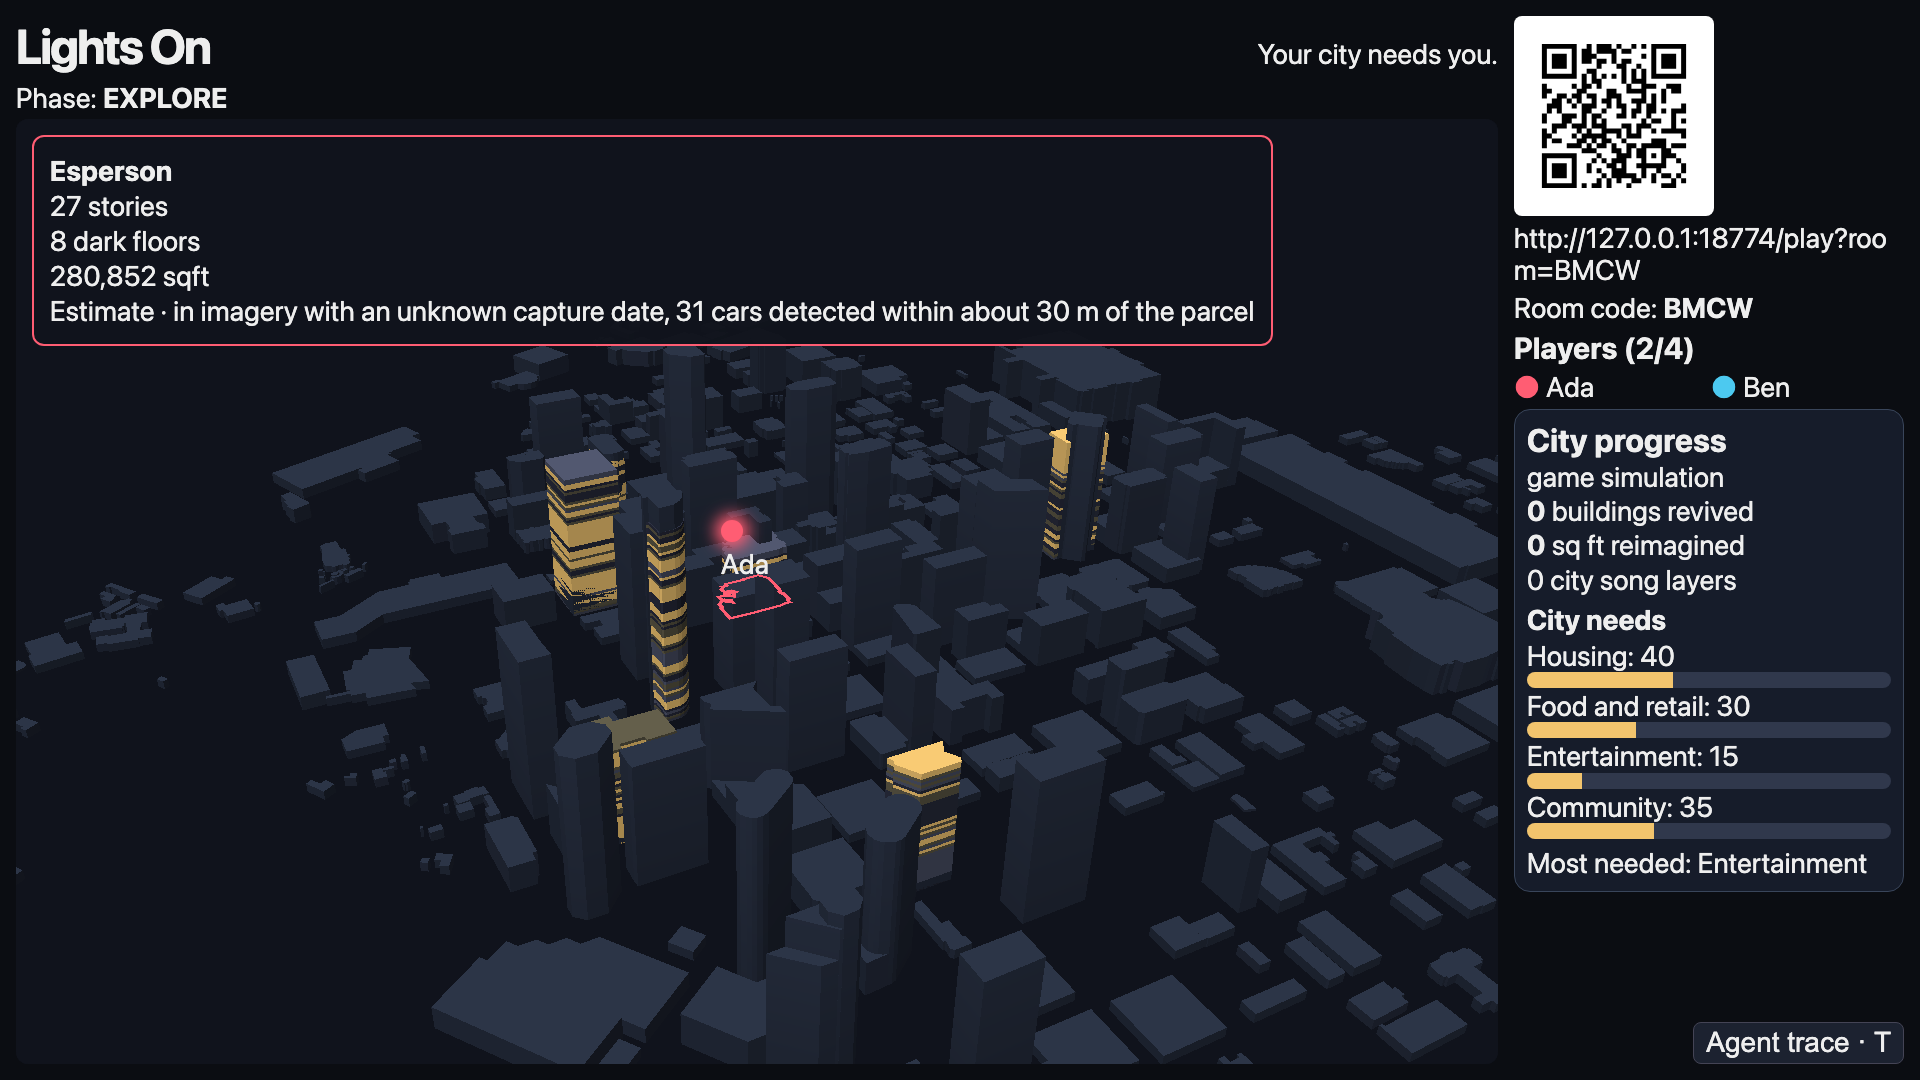 Lights On
Phase: EXPLORE
Your city needs you.
Esperson
27 stories
8 dark floors
280,852 sqft
Estimate · in imagery with an unknown capture date, 31 cars detected within about 30 m of the parcel
Ada
http://127.0.0.1:18774/play?roo
m=BMCW
Room code: BMCW
Players (2/4)
Ada
Ben
City progress
game simulation
0 buildings revived
0 sq ft reimagined
0 city song layers
City needs
Housing: 40
Food and retail: 30
Entertainment: 15
Community: 35
Most needed: Entertainment
Agent trace · T